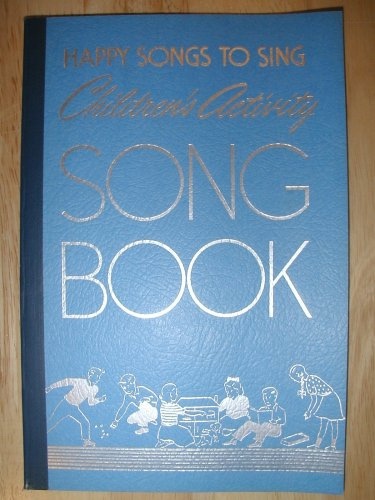 HAPPY SONGS TO SING
Children's Activity
SONG
BOOK